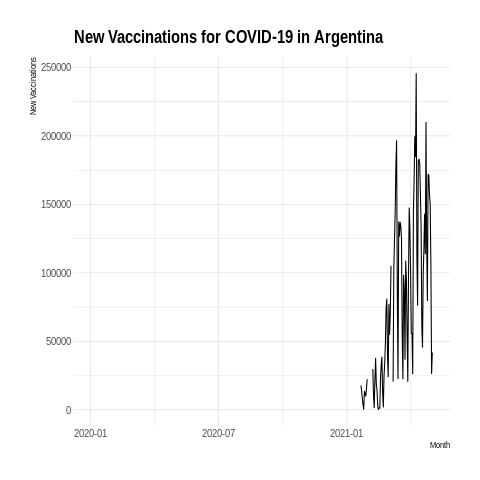 New Vaccinations for COVID-19 in Argentina
New Vaccinations
250000
200000
150000
100000
50000
0
2020-01 2020-07 2021-01
Month